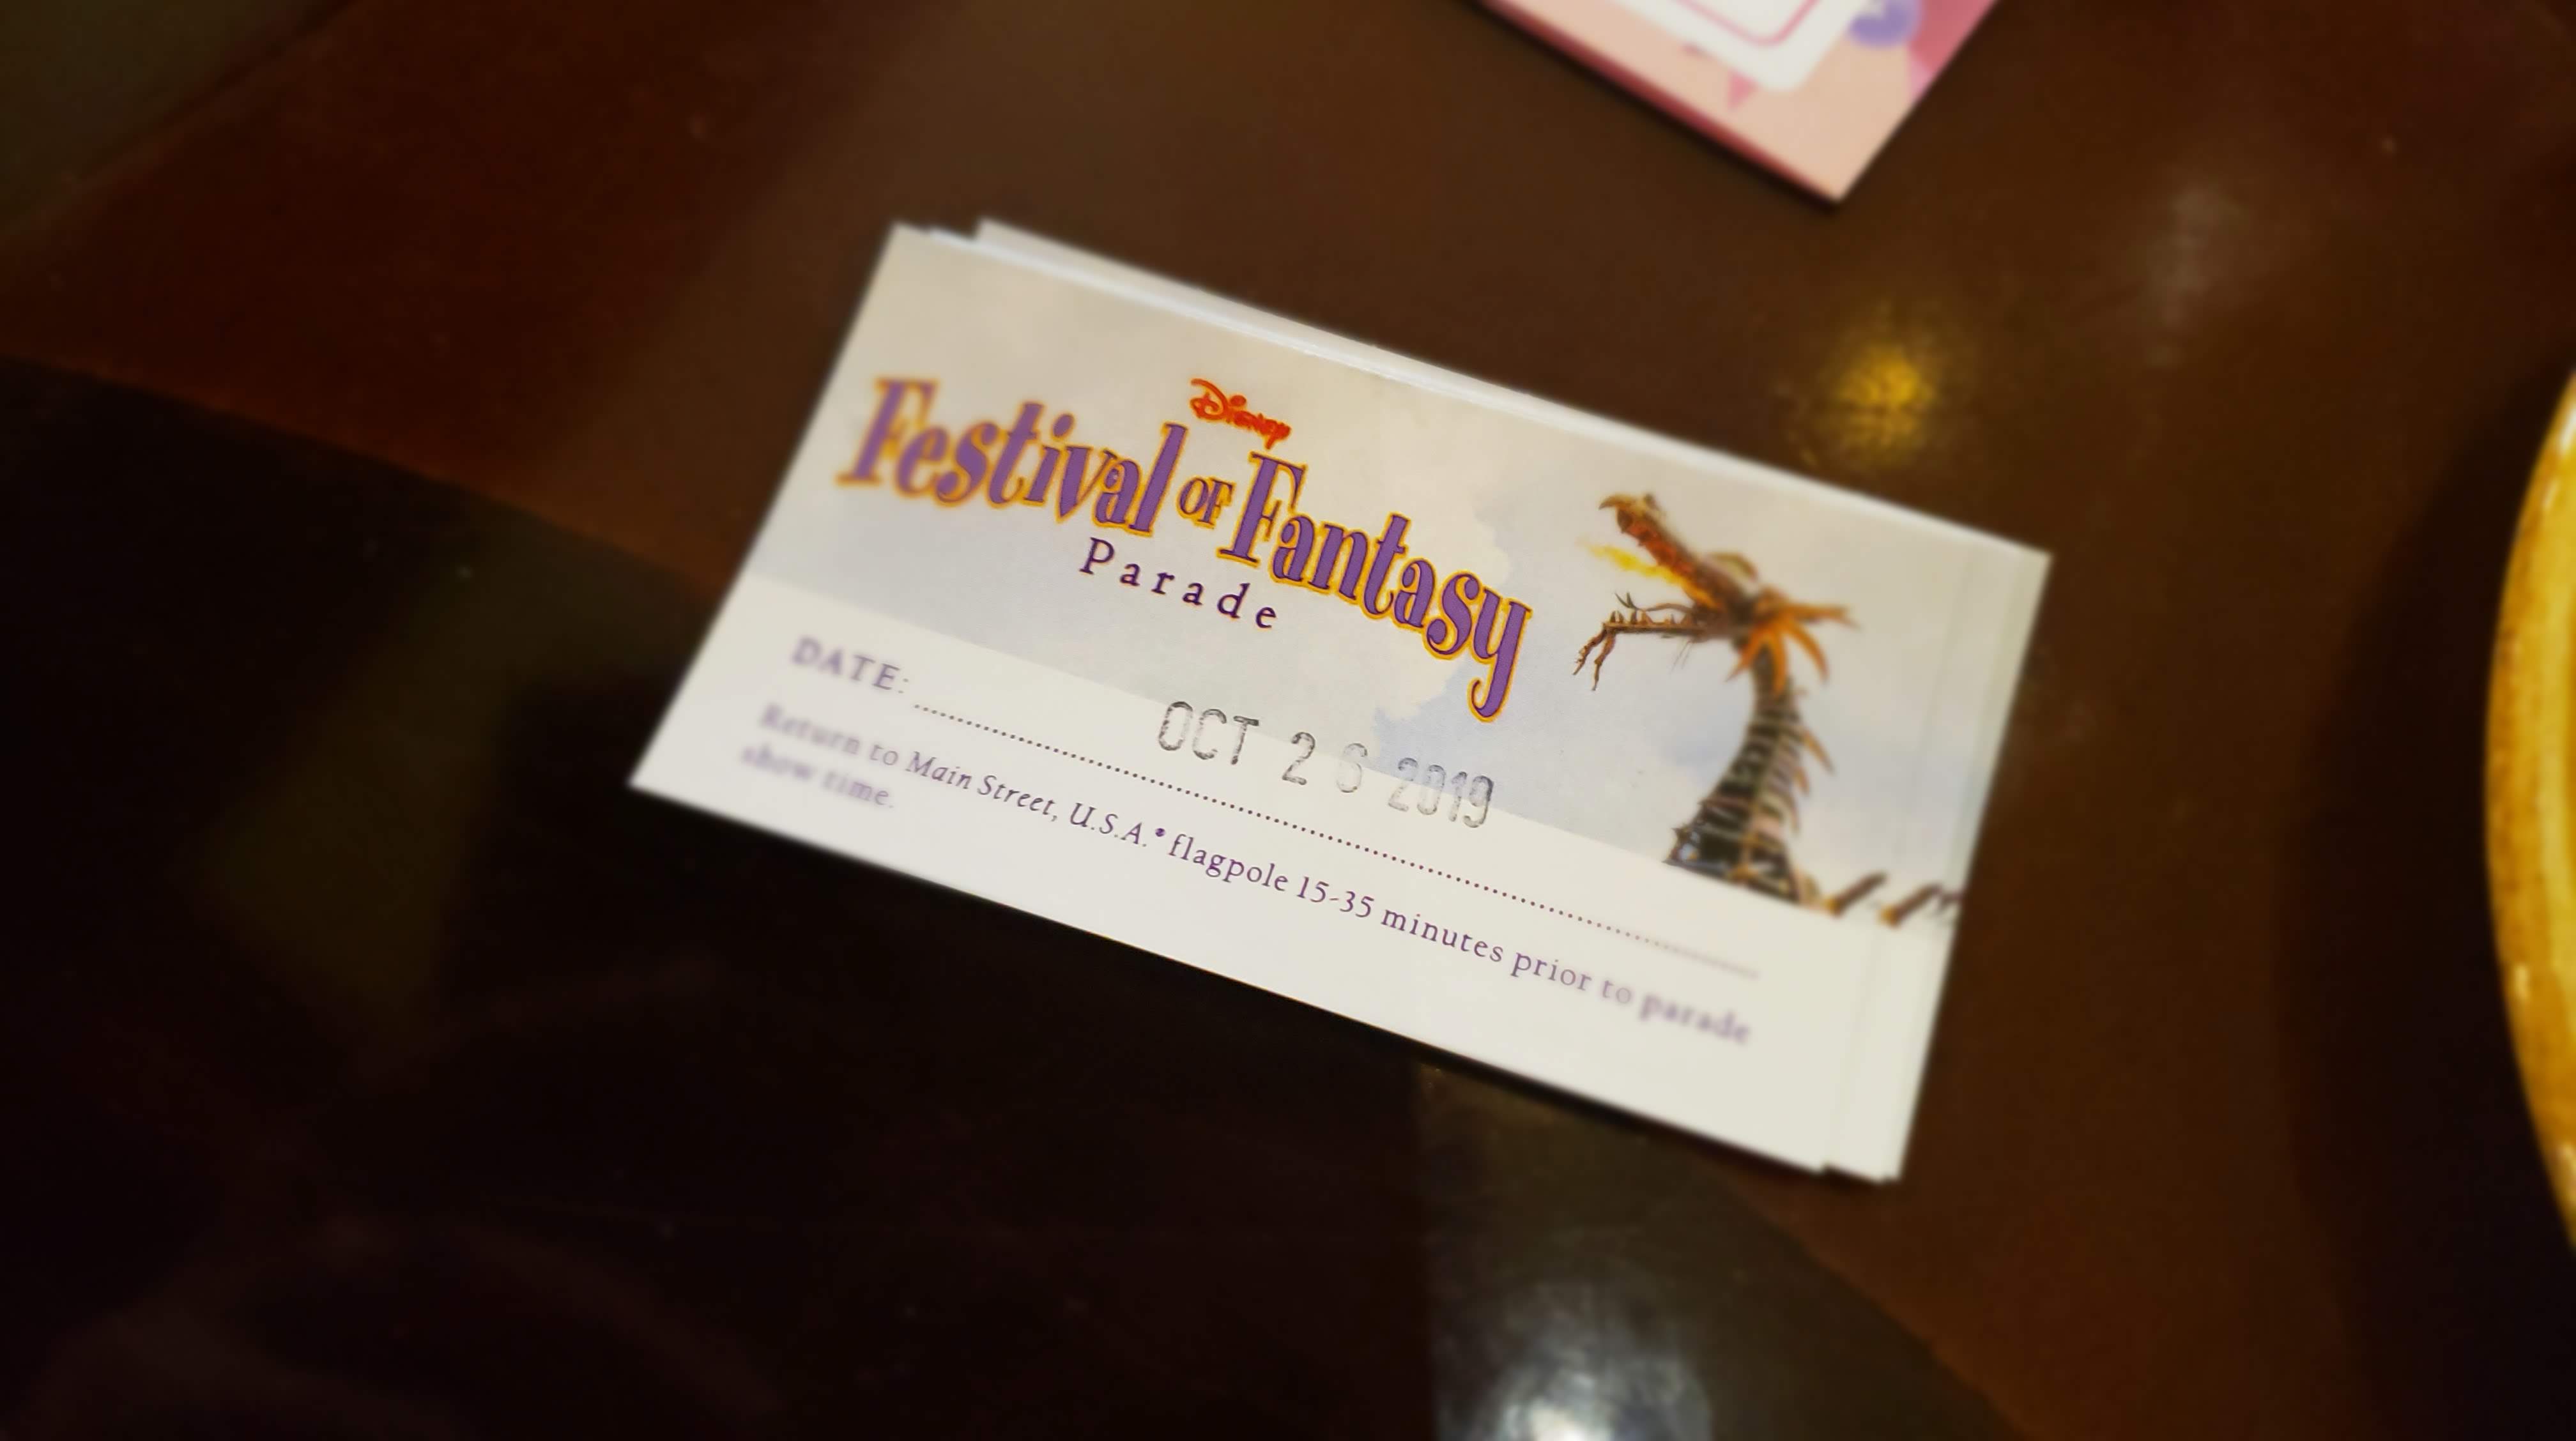 Disney
Festival of Fantasy
Parade
DATE:
OCT 26 2019
Return to Main Street, U.S.A.® flagpole 15-35 minutes prior to parade
show time.